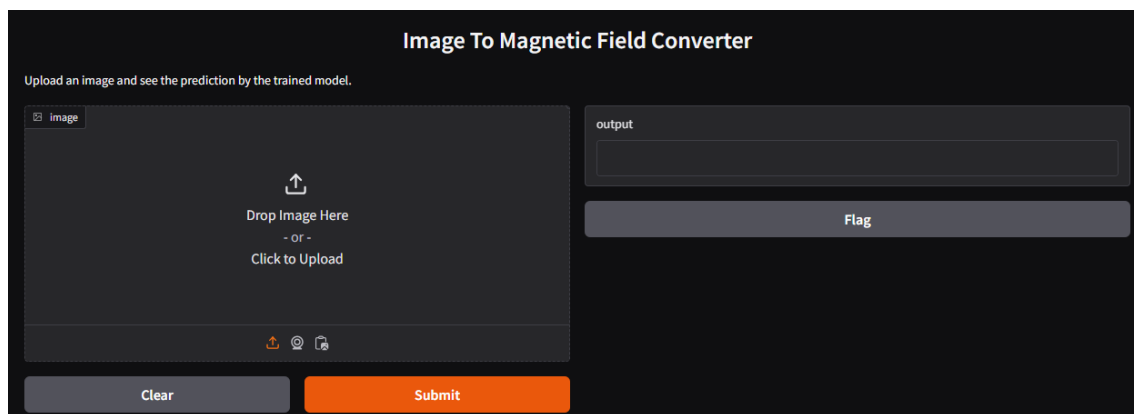 Image To Magnetic Field Converter
Upload an image and see the prediction by the trained model.
image
Drop Image Here
- or -
Click to Upload
Clear
Submit
output
Flag